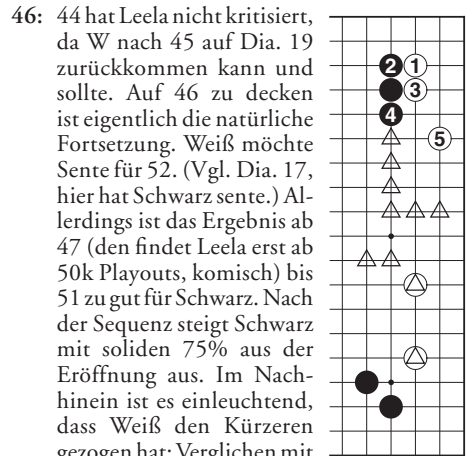 46: 44 hat Leela nicht kritisiert,
da W nach 45 auf Dia. 19
zurückkommen kann und
sollte. Auf 46 zu decken
ist eigentlich die natürliche
Fortsetzung. Weiß möchte
Sente für 52. (Vgl. Dia. 17,
hier hat Schwarz sente.) Al-
lerdings ist das Ergebnis ab
47 (den findet Leela erst ab
50k Playouts, komisch) bis
51 zu gut für Schwarz. Nach
der Sequenz steigt Schwarz
mit soliden 75% aus der
Eröffnung aus. Im Nach-
hinein ist es einleuchtend,
dass Weiß den Kürzeren
gezogen hat: Verglichen mit
2 1
3
4
5